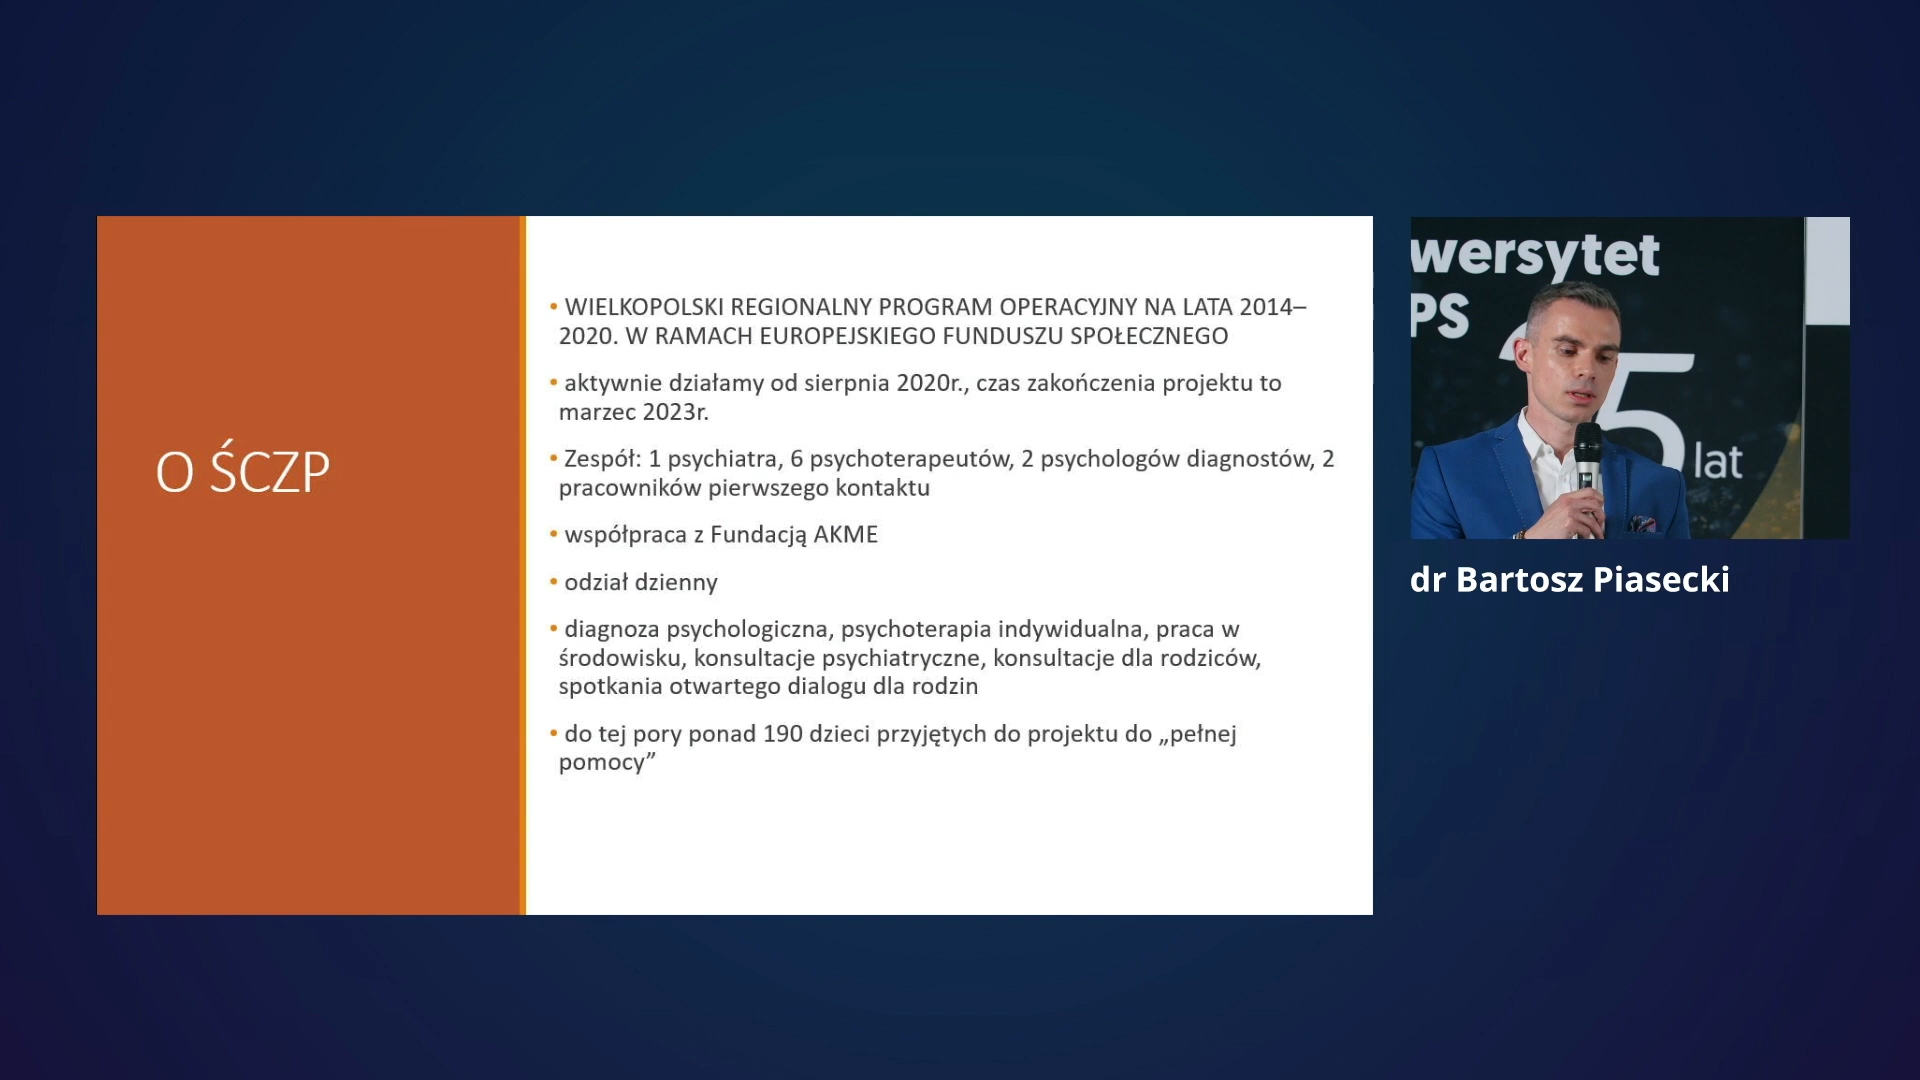 O ŚCZP
• WIELKOPOLSKI REGIONALNY PROGRAM OPERACYJNY NA LATA 2014–
2020. W RAMACH EUROPEJSKIEGO FUNDUSZU SPOŁECZNEGO
• aktywnie działamy od sierpnia 2020r., czas zakończenia projektu to
marzec 2023r.
• Zespół: 1 psychiatra, 6 psychoterapeutów, 2 psychologów diagnostów, 2
pracowników pierwszego kontaktu
• współpraca z Fundacją AKME
• odział dzienny
• diagnoza psychologiczna, psychoterapia indywidualna, praca w
środowisku, konsultacje psychiatryczne, konsultacje dla rodziców,
spotkania otwartego dialogu dla rodzin
• do tej pory ponad 190 dzieci przyjętych do projektu do „pełnej
pomocy”
wersytet
PS
25
lat
dr Bartosz Piasecki